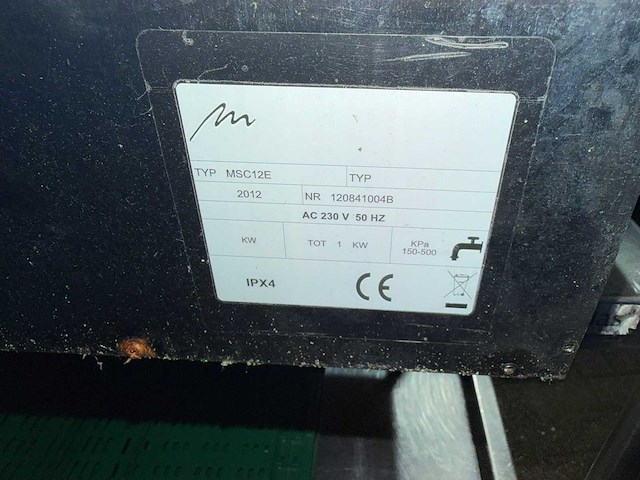 m
TYP MSC12E TYP
2012 NR 120841004B
AC 230 V 50 HZ
KW TOT 1 KW KPa
150-500
IPX4 CE